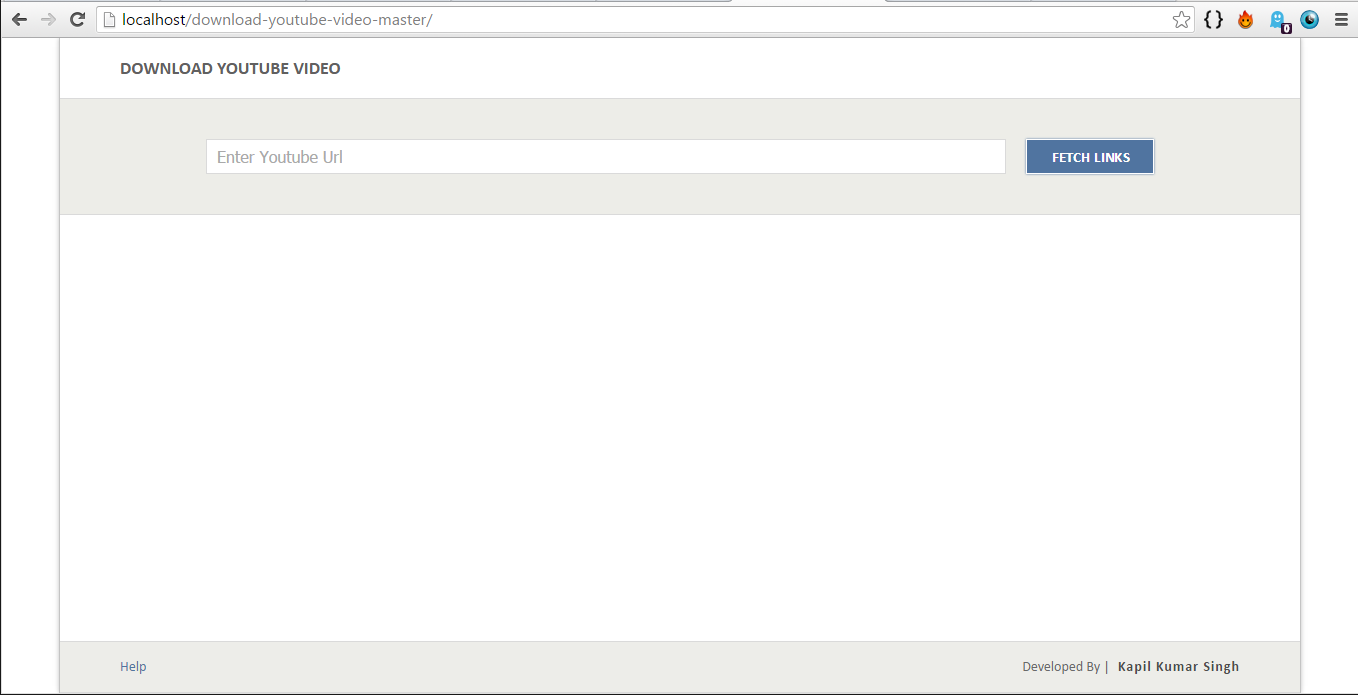 localhost/download-youtube-video-master/
0
DOWNLOAD YOUTUBE VIDEO
Enter Youtube Url
FETCH LINKS
Help
Developed By | Kapil Kumar Singh